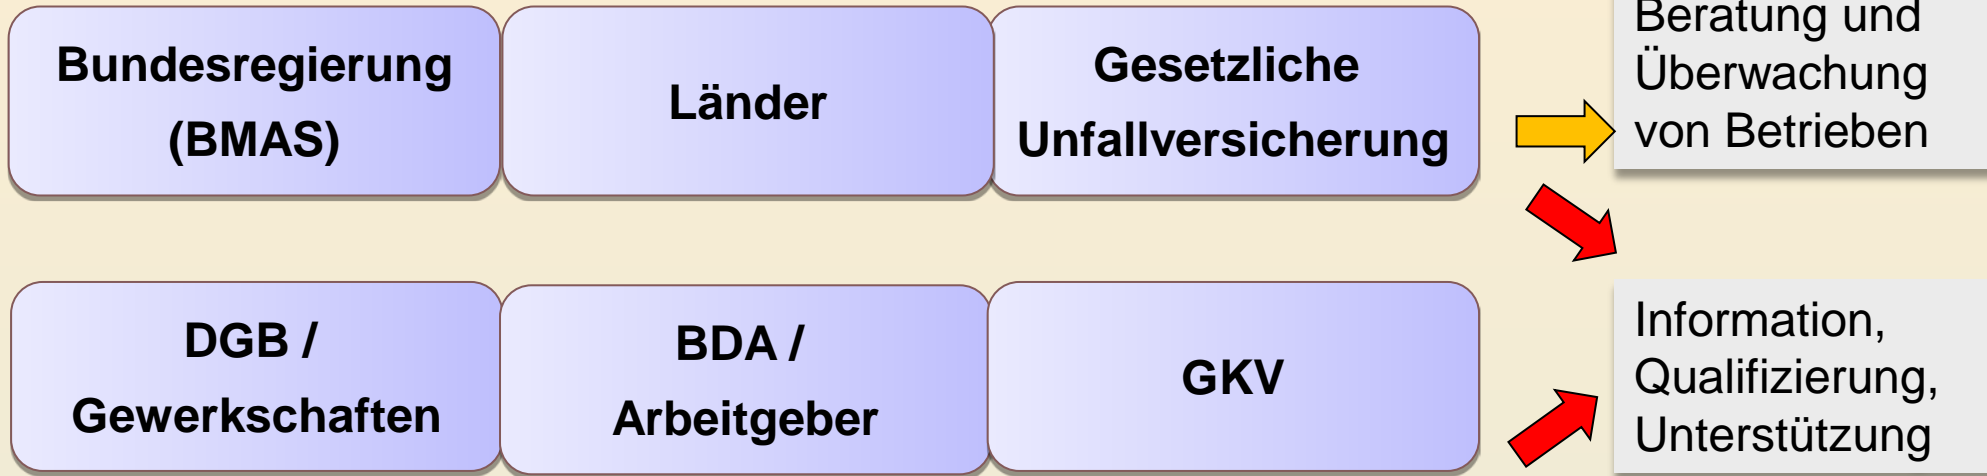 Bundesregierung
(BMAS)
Länder
Gesetzliche
Unfallversicherung
Beratung und
Überwachung
von Betrieben
DGB /
Gewerkschaften
BDA /
Arbeitgeber
GKV
Information,
Qualifizierung,
Unterstützung